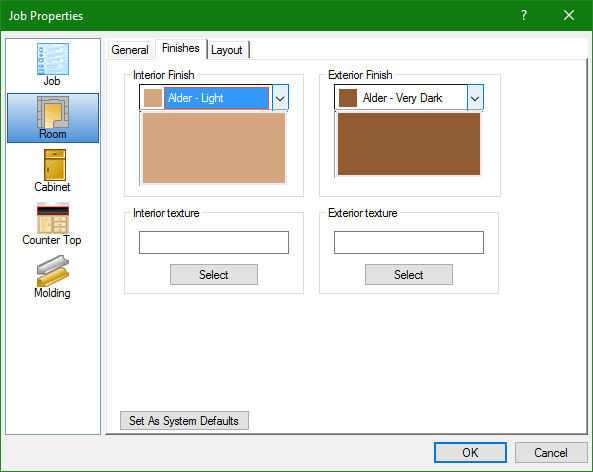 Job Properties
?
Job
Room
Cabinet
Counter Top
Molding
General
Finishes
Layout
Interior Finish
Alder - Light
Exterior Finish
Alder - Very Dark
Interior texture
Select
Exterior texture
Select
Set As System Defaults
OK
Cancel